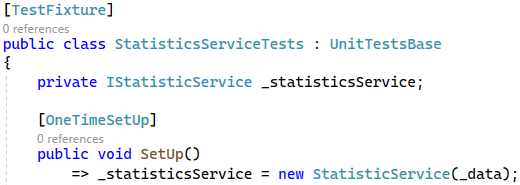 [TestFixture]
0 references
public class StatisticsServiceTests : UnitTestsBase
{
private IStatisticService _statisticsService;
[OneTimeSetUp]
0 references
public void SetUp()
=> _statisticsService = new StatisticService(_data);